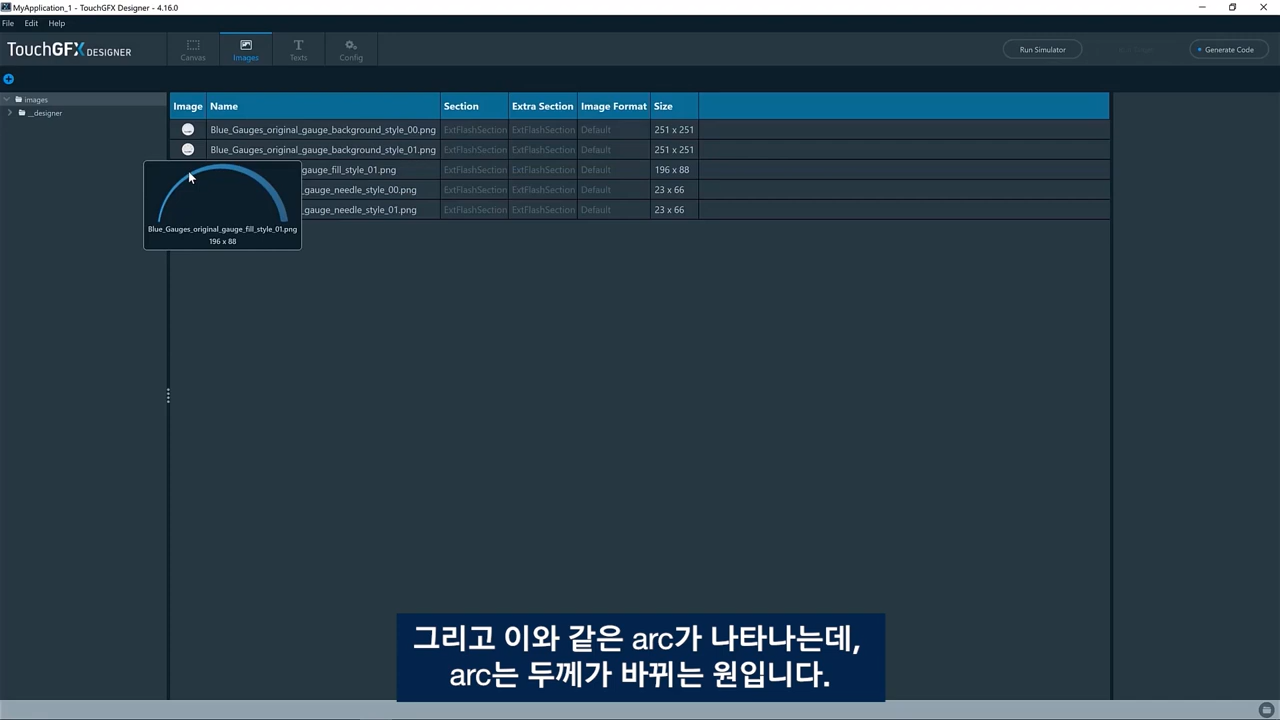 MyApplication_1 - TouchGFX Designer - 4.16.0
File Edit Help
TouchGFX DESIGNER
Canvas Images Texts Config
Run Simulator
Generate Code
images
__designer
Image Name Section Extra Section Image Format Size
Blue_Gauges_original_gauge_background_style_00.png ExtFlashSection ExtFlashSection Default 251 x 251
Blue_Gauges_original_gauge_background_style_01.png ExtFlashSection ExtFlashSection Default 251 x 251
gauge_fill_style_01.png ExtFlashSection ExtFlashSection Default 196 x 88
_gauge_needle_style_00.png ExtFlashSection ExtFlashSection Default 23 x 66
_gauge_needle_style_01.png ExtFlashSection ExtFlashSection Default 23 x 66
Blue_Gauges_original_gauge_fill_style_01.png
196 x 88
그리고 이와 같은 arc가 나타나는데,
arc는 두께가 바뀌는 원입니다.